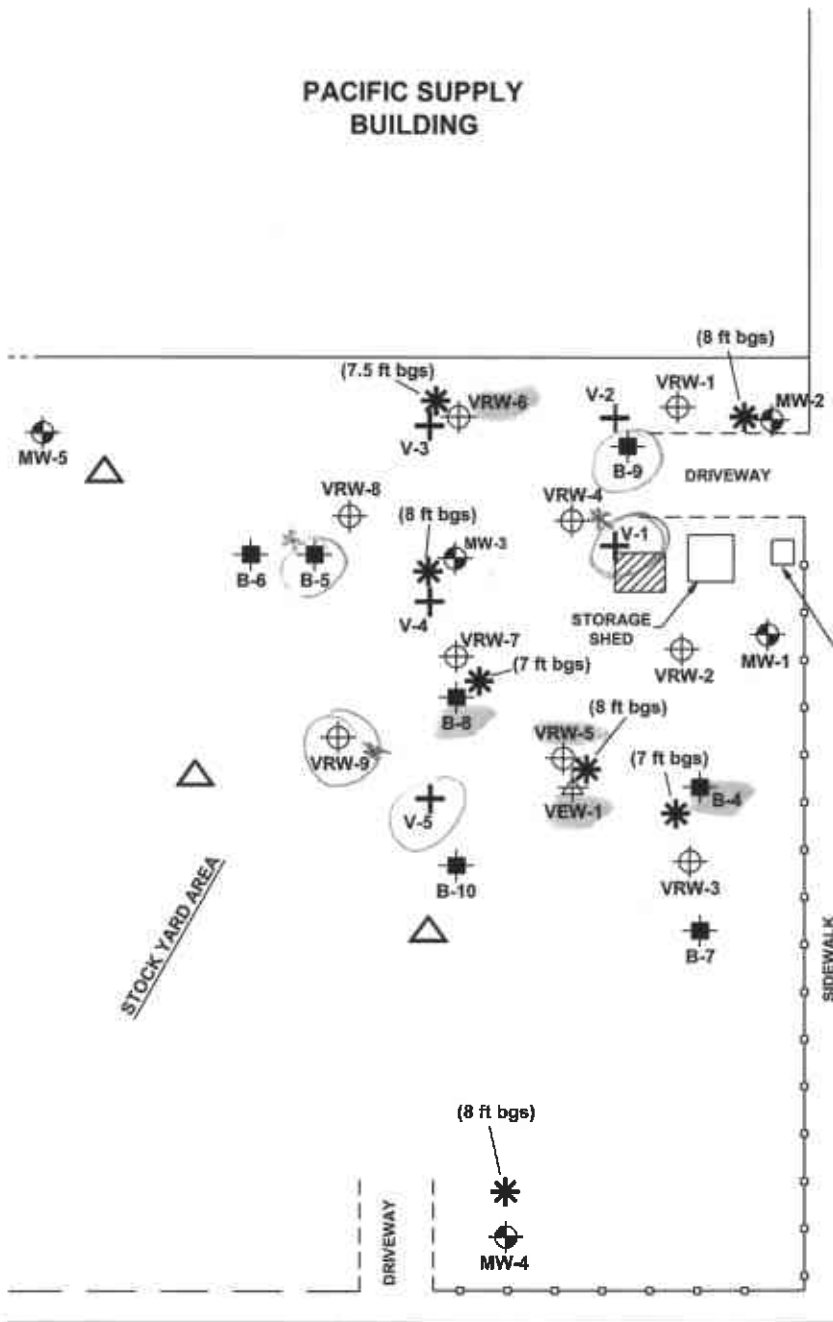 PACIFIC SUPPLY
BUILDING
(8 ft bgs)
(7.5 ft bgs)
VRW-6
V-3
V-2
VRW-1
MW-2
MW-5
B-9
DRIVEWAY
VRW-8
VRW-4
(8 ft bgs)
MW-3
V-1
B-6
B-5
V-4
STORAGE
SHED
VRW-7
(7 ft bgs)
VRW-2
MW-1
B-8
VRW-5
(8 ft bgs)
VRW-9
(7 ft bgs)
V-5
VEW-1
B-4
B-10
VRW-3
STOCK YARD AREA
B-7
SIDEWALK
(8 ft bgs)
DRIVEWAY
MW-4